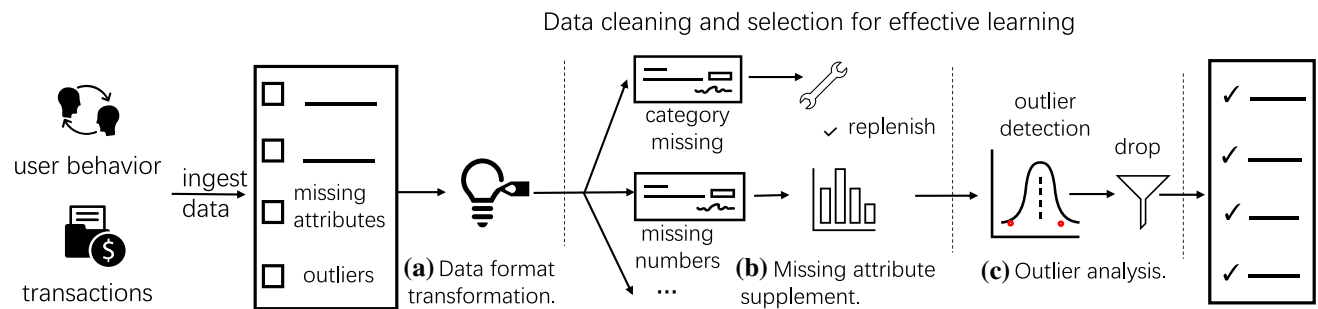 Data cleaning and selection for effective learning
user behavior
transactions
ingest
data
missing
attributes
outliers
(a) Data format
transformation.
category
missing
✓ replenish
missing
numbers
...
(b) Missing attribute
supplement.
outlier
detection
drop
(c) Outlier analysis.
$